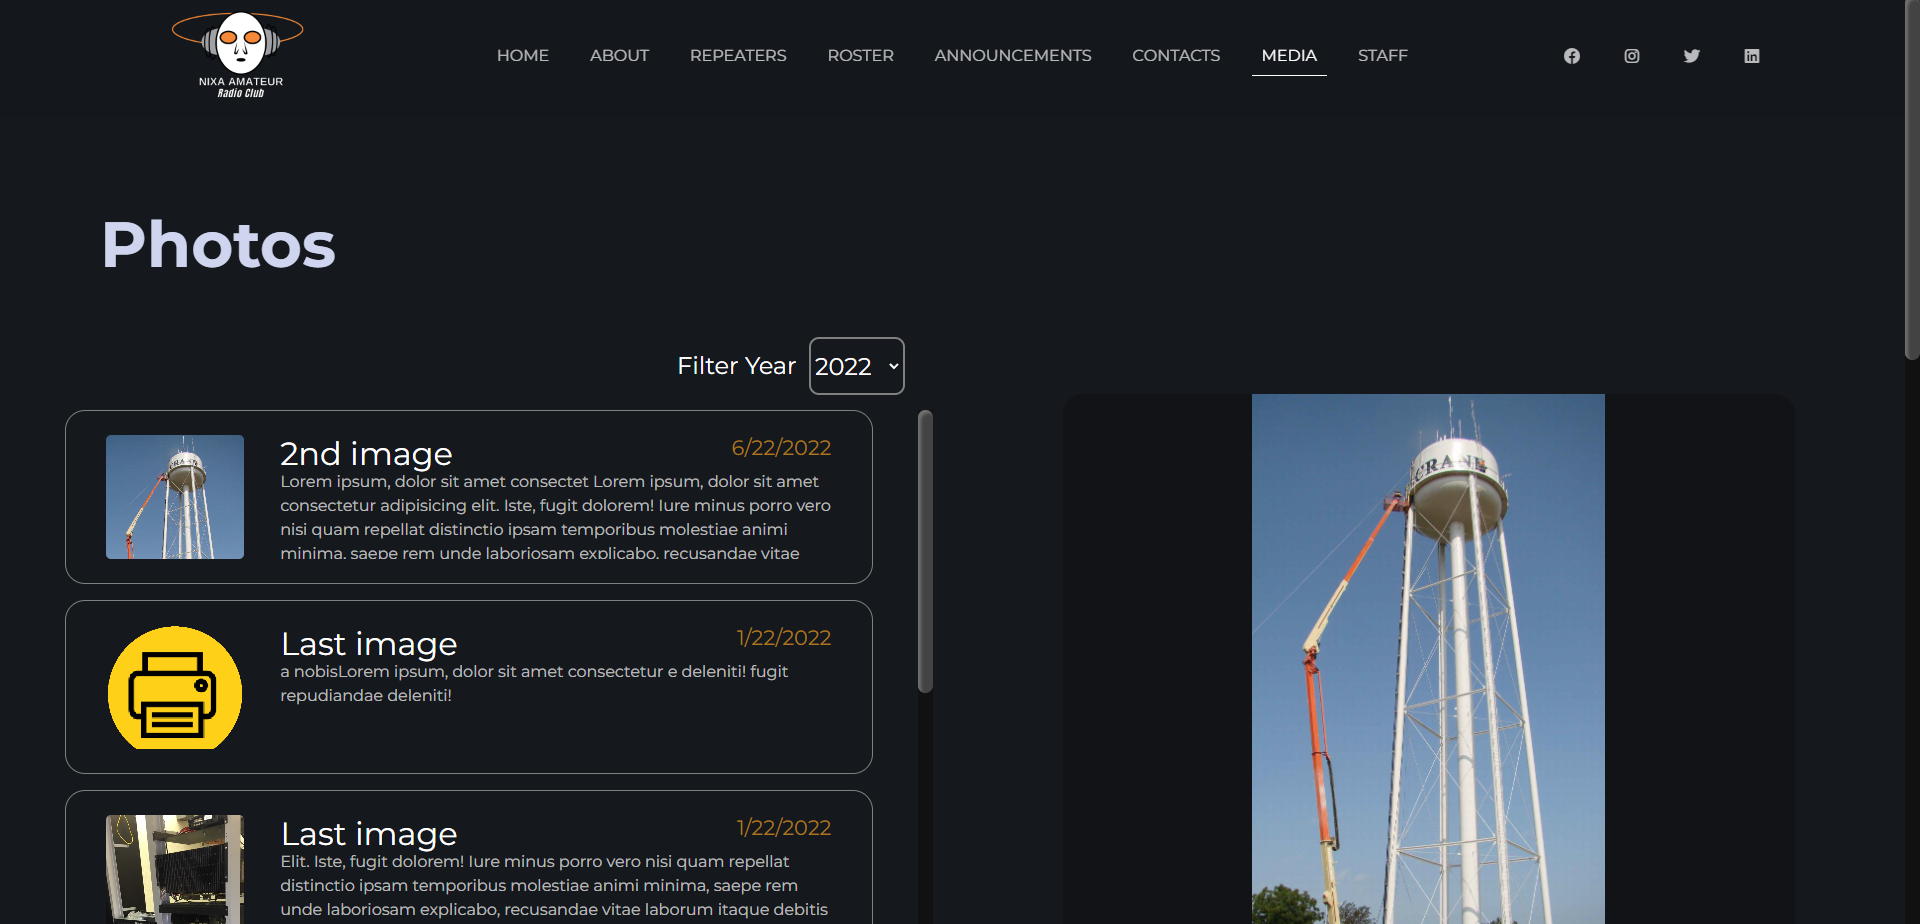 NIXA AMATEUR
Radio Club
HOME
ABOUT
REPEATERS
ROSTER
ANNOUNCEMENTS
CONTACTS
MEDIA
STAFF
Photos
Filter Year
2022
2nd image
6/22/2022
Lorem ipsum, dolor sit amet consectet Lorem ipsum, dolor sit amet
consectetur adipisicing elit. Iste, fugit dolorem! Iure minus porro vero
nisi quam repellat distinctio ipsam temporibus molestiae animi
minima, saepe rem unde laboriosam explicabo, recusandae vitae
Last image
1/22/2022
a nobisLorem ipsum, dolor sit amet consectetur e deleniti! fugit
repudiandae deleniti!
Last image
1/22/2022
Elit. Iste, fugit dolorem! Iure minus porro vero nisi quam repellat
distinctio ipsam temporibus molestiae animi minima, saepe rem
unde laboriosam explicabo, recusandae vitae laborum itaque debitis
CRANE